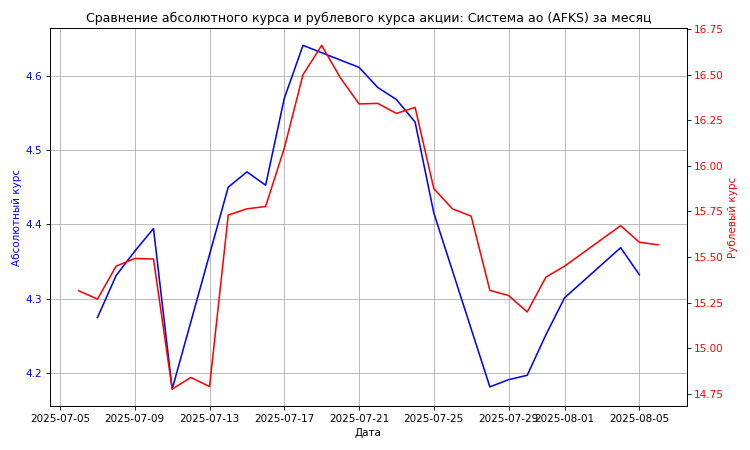 Сравнение абсолютного курса и рублевого курса акции: Система ао (AFKS) за месяц
Абсолютный курс
4.6
4.5
4.4
4.3
4.2
16.75
16.50
16.25
16.00
15.75
15.50
15.25
15.00
14.75
Рублевый курс
2025-07-05 2025-07-09 2025-07-13 2025-07-17 2025-07-21 2025-07-25 2025-07-29 2025-08-01 2025-08-05
Дата